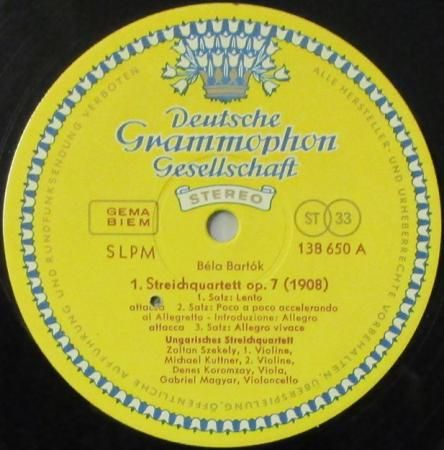 Deutsche
Grammophon
Gesellschaft
STEREO
GEMA
BIEM
ST 33
SLPM
138 650 A
Béla Bartók
1. Streichquartett op. 7 (1908)
1. Satz: Lento
attacca 2. Satz: Poco a poco accelerando
al Allegretto - Introduzione: Allegro
attacca 3. Satz: Allegro vivace
Ungarisches Streichquartett
Zoltan Szekely, 1. Violine,
Michael Kuttner, 2. Violine,
Denes Koromzay, Viola,
Gabriel Magyar, Violoncello
ALLE HERSTELLER- UND URHEBERRECHTE VORBEHALTEN, ÜBERSPIELUNG, ÖFFENTLICHE AUFFÜHRUNG UND RUNDFUNKSENDUNG VERBOTEN